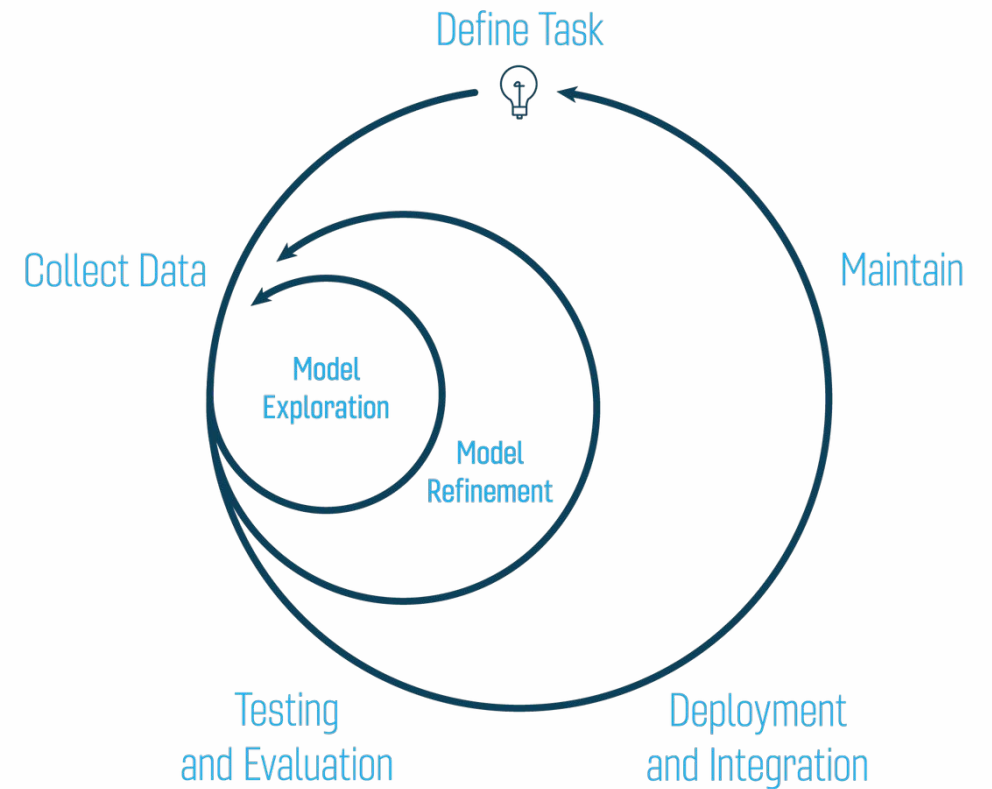 Define Task
Collect Data
Maintain
Model
Exploration
Model
Refinement
Testing
and Evaluation
Deployment
and Integration